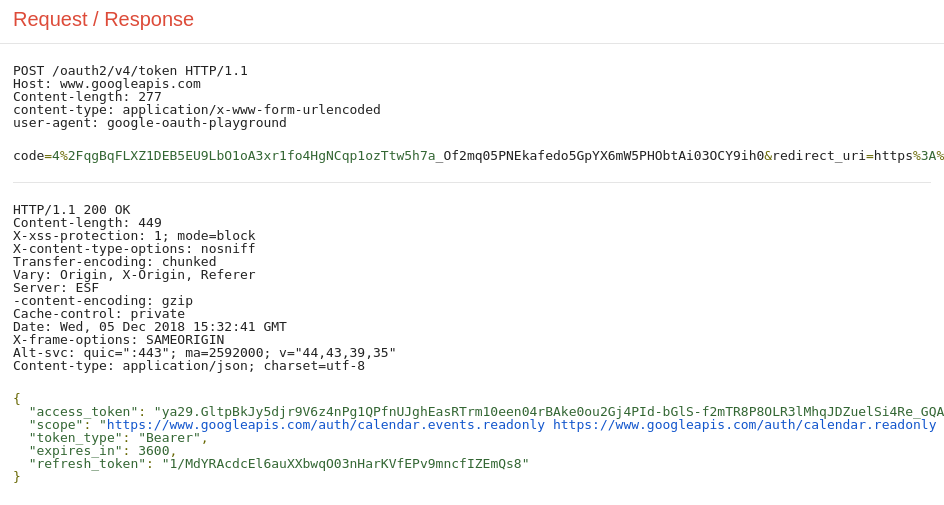 Request / Response
POST /oauth2/v4/token HTTP/1.1
Host: www.googleapis.com
Content-length: 277
content-type: application/x-www-form-urlencoded
user-agent: google-oauth-playground
code=4%2FqgBqFLXZ1DEB5EU9LbO1oA3xr1fo4HgNCqp1ozTtw5h7a_Of2mq05PNEkafedo5GpYX6mW5PHObtAi03OCY9ih0&redirect_uri=https%3A%
HTTP/1.1 200 OK
Content-length: 449
X-xss-protection: 1; mode=block
X-content-type-options: nosniff
Transfer-encoding: chunked
Vary: Origin, X-Origin, Referer
Server: ESF
-content-encoding: gzip
Cache-control: private
Date: Wed, 05 Dec 2018 15:32:41 GMT
X-frame-options: SAMEORIGIN
Alt-svc: quic=":443"; ma=2592000; v="44,43,39,35"
Content-type: application/json; charset=utf-8
{
  "access_token": "ya29.GltpBkJy5djr9V6z4nPg1QPfnUJghEasRTrm10een04rBAke0ou2Gj4PId-bGlS-f2mTR8P8OLR3lMhqJDZuelSi4Re_GQA
  "scope": "https://www.googleapis.com/auth/calendar.events.readonly https://www.googleapis.com/auth/calendar.readonly
  "token_type": "Bearer",
  "expires_in": 3600,
  "refresh_token": "1/MdYRAcdcEl6auXXbwqO03nHarKVfEPv9mncfIZEmQs8"
}